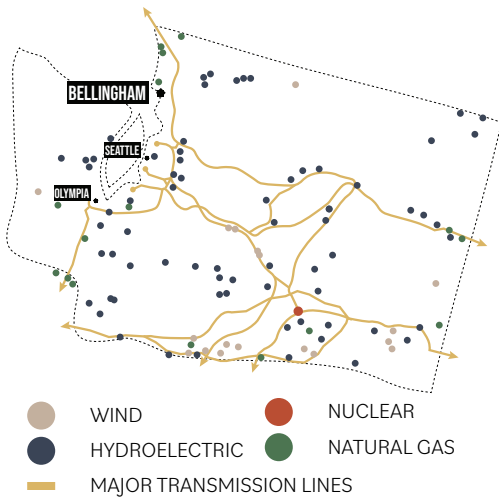 BELLINGHAM
SEATTLE
OLYMPIA
WIND
NUCLEAR
HYDROELECTRIC
NATURAL GAS
MAJOR TRANSMISSION LINES